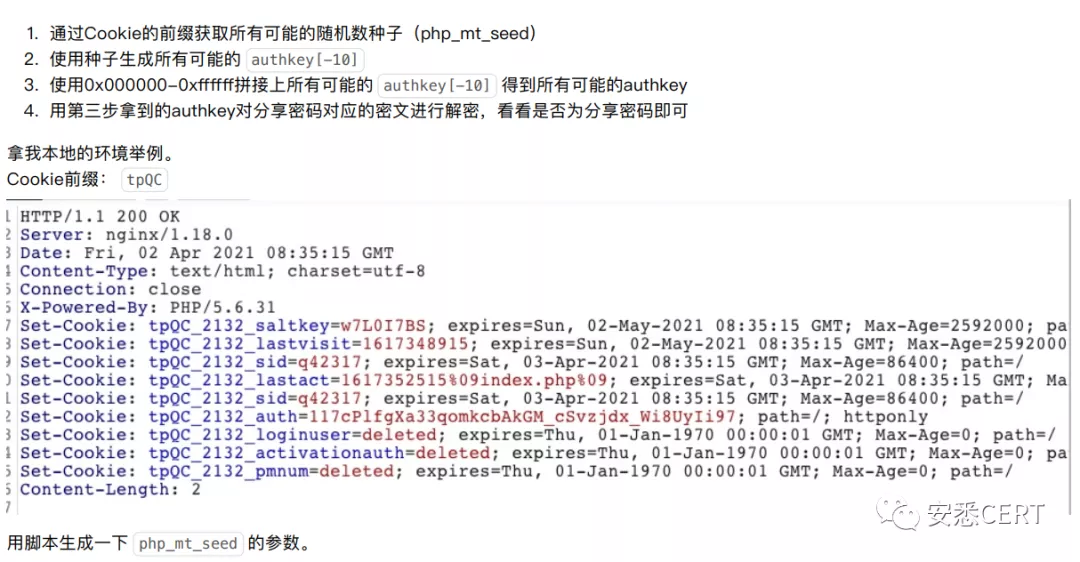 1. 通过Cookie的前缀获取所有可能的随机数种子（php_mt_seed）
2. 使用种子生成所有可能的 authkey[-10]
3. 使用0x000000-0xffffff拼接上所有可能的 authkey[-10] 得到所有可能的authkey
4. 用第三步拿到的authkey对分享密码对应的密文进行解密，看看是否为分享密码即可
拿我本地的环境举例。
Cookie前缀： tpQC
1 HTTP/1.1 200 OK
2 Server: nginx/1.18.0
3 Date: Fri, 02 Apr 2021 08:35:15 GMT
4 Content-Type: text/html; charset=utf-8
5 Connection: close
6 X-Powered-By: PHP/5.6.31
7 Set-Cookie: tpQC_2132_saltkey=w7L0I7BS; expires=Sun, 02-May-2021 08:35:15 GMT; Max-Age=2592000; pa
8 Set-Cookie: tpQC_2132_lastvisit=1617348915; expires=Sun, 02-May-2021 08:35:15 GMT; Max-Age=2592000
9 Set-Cookie: tpQC_2132_sid=q42317; expires=Sat, 03-Apr-2021 08:35:15 GMT; Max-Age=86400; path=/
0 Set-Cookie: tpQC_2132_lastact=1617352515%09index.php%09; expires=Sat, 03-Apr-2021 08:35:15 GMT; Ma
1 Set-Cookie: tpQC_2132_sid=q42317; expires=Sat, 03-Apr-2021 08:35:15 GMT; Max-Age=86400; path=/
2 Set-Cookie: tpQC_2132_auth=117cPlfgXa33qomkcbAkGM_cSvzjdx_Wi8UyIi97; path=/; httponly
3 Set-Cookie: tpQC_2132_loginuser=deleted; expires=Thu, 01-Jan-1970 00:00:01 GMT; Max-Age=0; path=/
4 Set-Cookie: tpQC_2132_activationauth=deleted; expires=Thu, 01-Jan-1970 00:00:01 GMT; Max-Age=0; pa
5 Set-Cookie: tpQC_2132_pmnum=deleted; expires=Thu, 01-Jan-1970 00:00:01 GMT; Max-Age=0; path=/
6 Content-Length: 2
7
安悉CERT
用脚本生成一下 php_mt_seed 的参数。